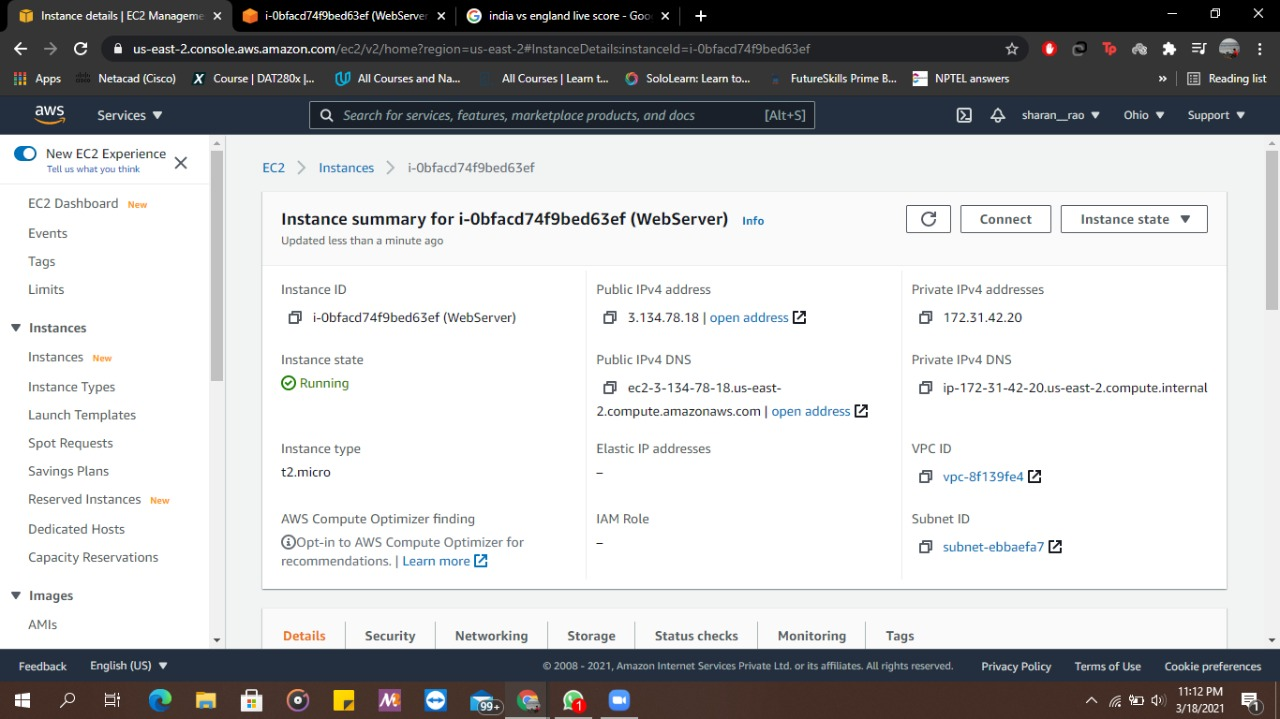 Instance details | EC2 Manageme
i-0bfacd74f9bed63ef (WebServer
india vs england live score - Goo
us-east-2.console.aws.amazon.com/ec2/v2/home?region=us-east-2#InstanceDetails:instanceId=i-0bfacd74f9bed63ef
Apps
Netacad (Cisco)
Course | DAT280x |...
All Courses and Na...
All Courses | Learn t...
SoloLearn: Learn to...
FutureSkills Prime B...
NPTEL answers
»
Reading list
aws
Services
Search for services, features, marketplace products, and docs
[Alt+S]
sharan__rao
Ohio
Support
New EC2 Experience
Tell us what you think
EC2 Dashboard New
Events
Tags
Limits
Instances
Instances New
Instance Types
Launch Templates
Spot Requests
Savings Plans
Reserved Instances New
Dedicated Hosts
Capacity Reservations
Images
AMIs
EC2 > Instances > i-0bfacd74f9bed63ef
Instance summary for i-0bfacd74f9bed63ef (WebServer) Info
Updated less than a minute ago
Connect
Instance state
Instance ID
i-0bfacd74f9bed63ef (WebServer)
Public IPv4 address
3.134.78.18 | open address
Private IPv4 addresses
172.31.42.20
Instance state
Running
Public IPv4 DNS
ec2-3-134-78-18.us-east-
2.compute.amazonaws.com | open address
Private IPv4 DNS
ip-172-31-42-20.us-east-2.compute.internal
Instance type
t2.micro
Elastic IP addresses
–
VPC ID
vpc-8f139fe4
AWS Compute Optimizer finding
Opt-in to AWS Compute Optimizer for
recommendations. | Learn more
IAM Role
–
Subnet ID
subnet-ebbaefa7
Details
Security
Networking
Storage
Status checks
Monitoring
Tags
Feedback
English (US)
© 2008 - 2021, Amazon Internet Services Private Ltd. or its affiliates. All rights reserved.
Privacy Policy
Terms of Use
Cookie preferences
99+
1
11:12 PM
3/18/2021
1